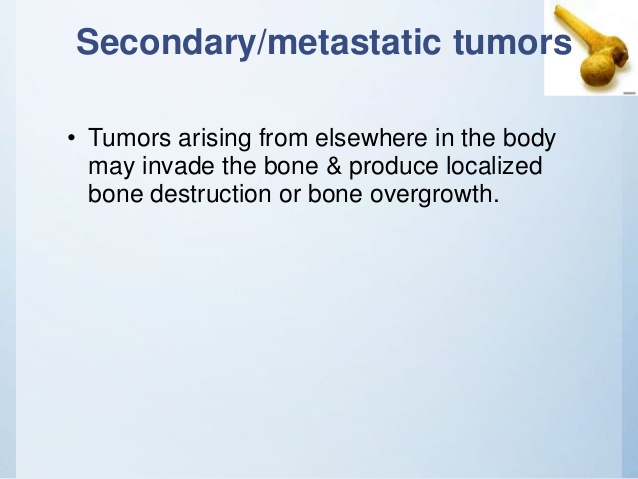 Secondary/metastatic tumors
• Tumors arising from elsewhere in the body
may invade the bone & produce localized
bone destruction or bone overgrowth.